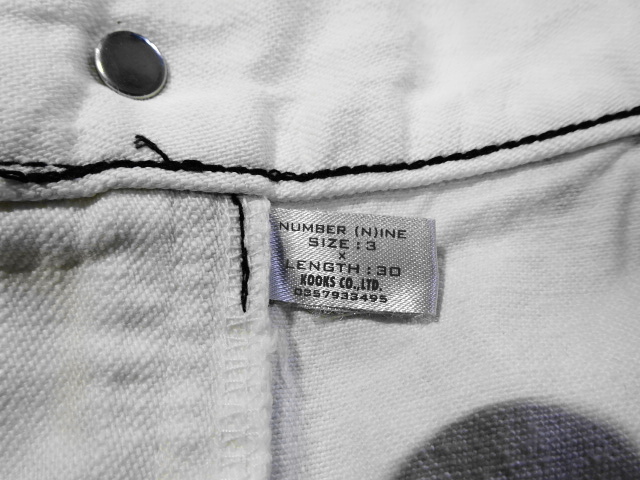 NUMBER (N)INE
SIZE : 3
x
LENGTH : 30
KOOKS CO.,LTD.
0357933495